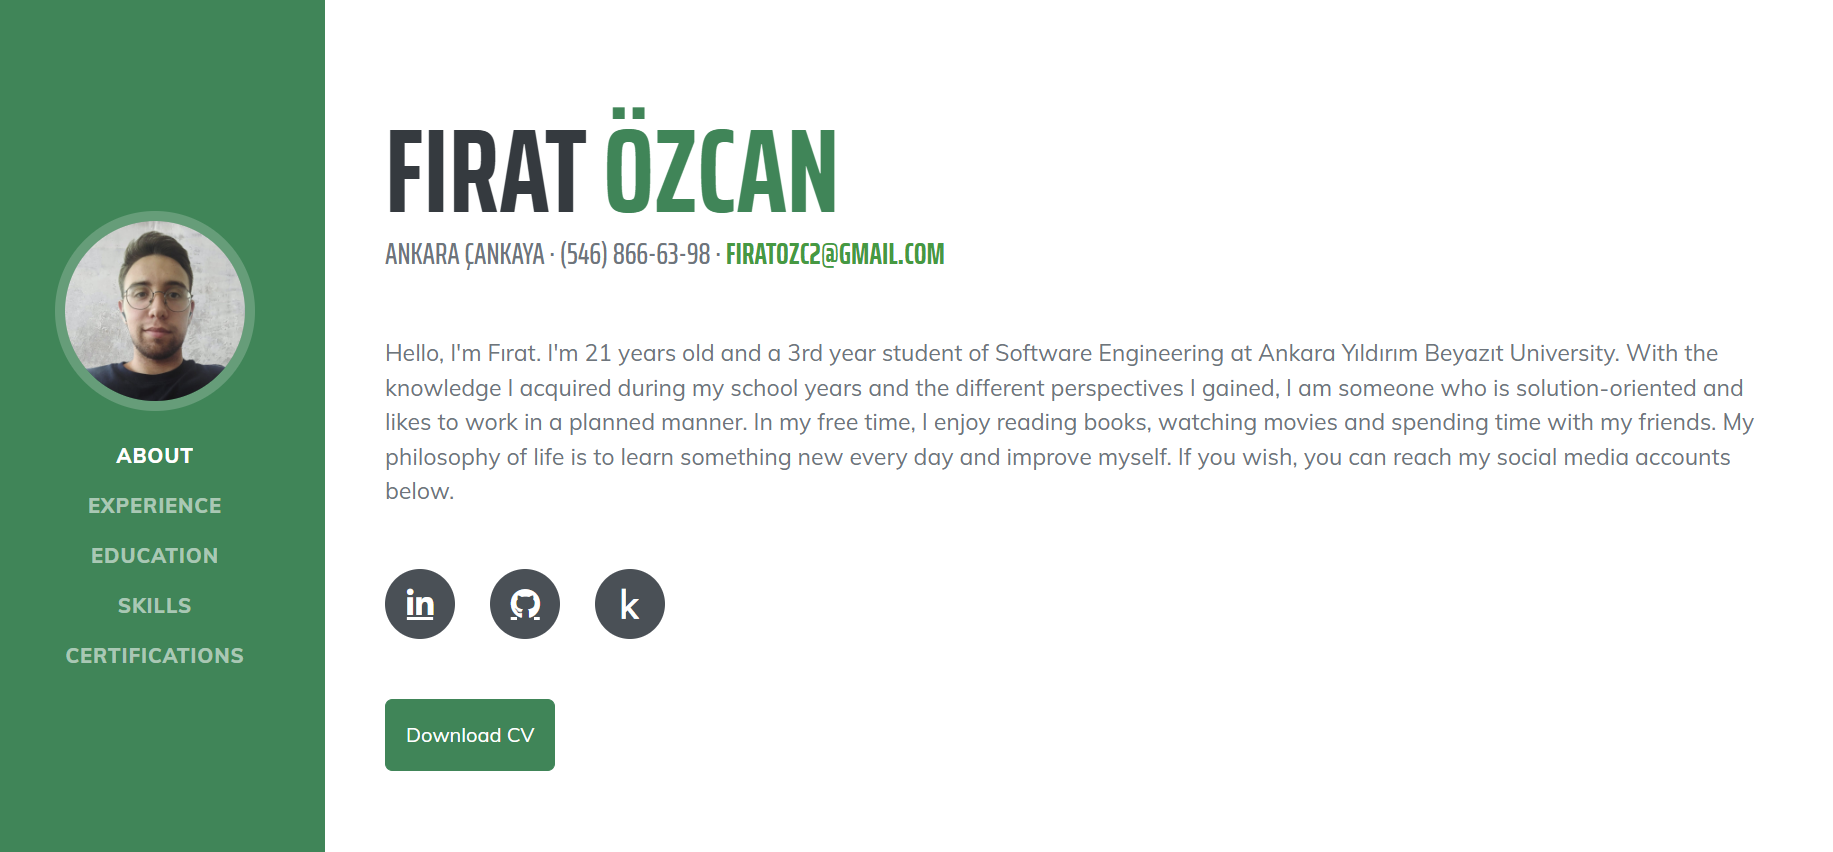 ABOUT
EXPERIENCE
EDUCATION
SKILLS
CERTIFICATIONS
FIRAT ÖZCAN
ANKARA ÇANKAYA · (546) 866-63-98 · FIRATOZC2@GMAIL.COM
Hello, I'm Fırat. I'm 21 years old and a 3rd year student of Software Engineering at Ankara Yıldırım Beyazıt University. With the
knowledge I acquired during my school years and the different perspectives I gained, I am someone who is solution-oriented and
likes to work in a planned manner. In my free time, I enjoy reading books, watching movies and spending time with my friends. My
philosophy of life is to learn something new every day and improve myself. If you wish, you can reach my social media accounts
below.
in k
Download CV